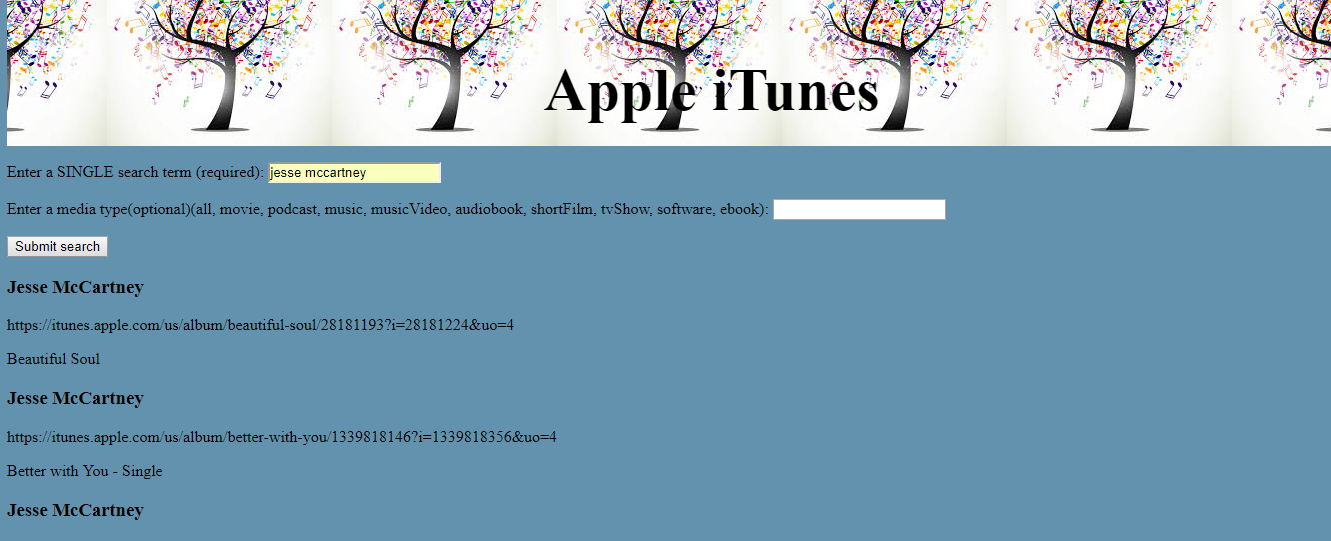 Apple iTunes
Enter a SINGLE search term (required): jesse mccartney
Enter a media type(optional)(all, movie, podcast, music, musicVideo, audiobook, shortFilm, tvShow, software, ebook):
Submit search
Jesse McCartney
https://itunes.apple.com/us/album/beautiful-soul/28181193?i=28181224&uo=4
Beautiful Soul
Jesse McCartney
https://itunes.apple.com/us/album/better-with-you/1339818146?i=1339818356&uo=4
Better with You - Single
Jesse McCartney